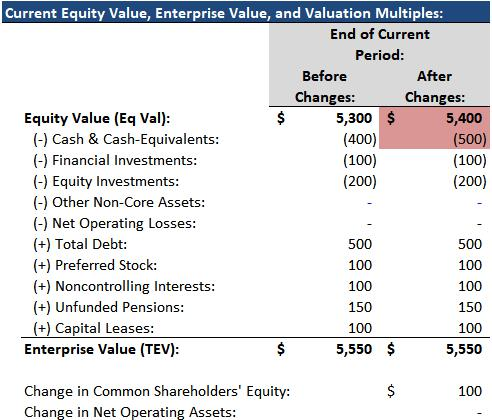 Current Equity Value, Enterprise Value, and Valuation Multiples:
End of Current
Period:
Before After
Changes: Changes:
Equity Value (Eq Val): $ 5,300 $ 5,400
(-) Cash & Cash-Equivalents: (400) (500)
(-) Financial Investments: (100) (100)
(-) Equity Investments: (200) (200)
(-) Other Non-Core Assets: - -
(-) Net Operating Losses: - -
(+) Total Debt: 500 500
(+) Preferred Stock: 100 100
(+) Noncontrolling Interests: 100 100
(+) Unfunded Pensions: 150 150
(+) Capital Leases: 100 100
Enterprise Value (TEV): $ 5,550 $ 5,550
Change in Common Shareholders' Equity: $ 100
Change in Net Operating Assets: -